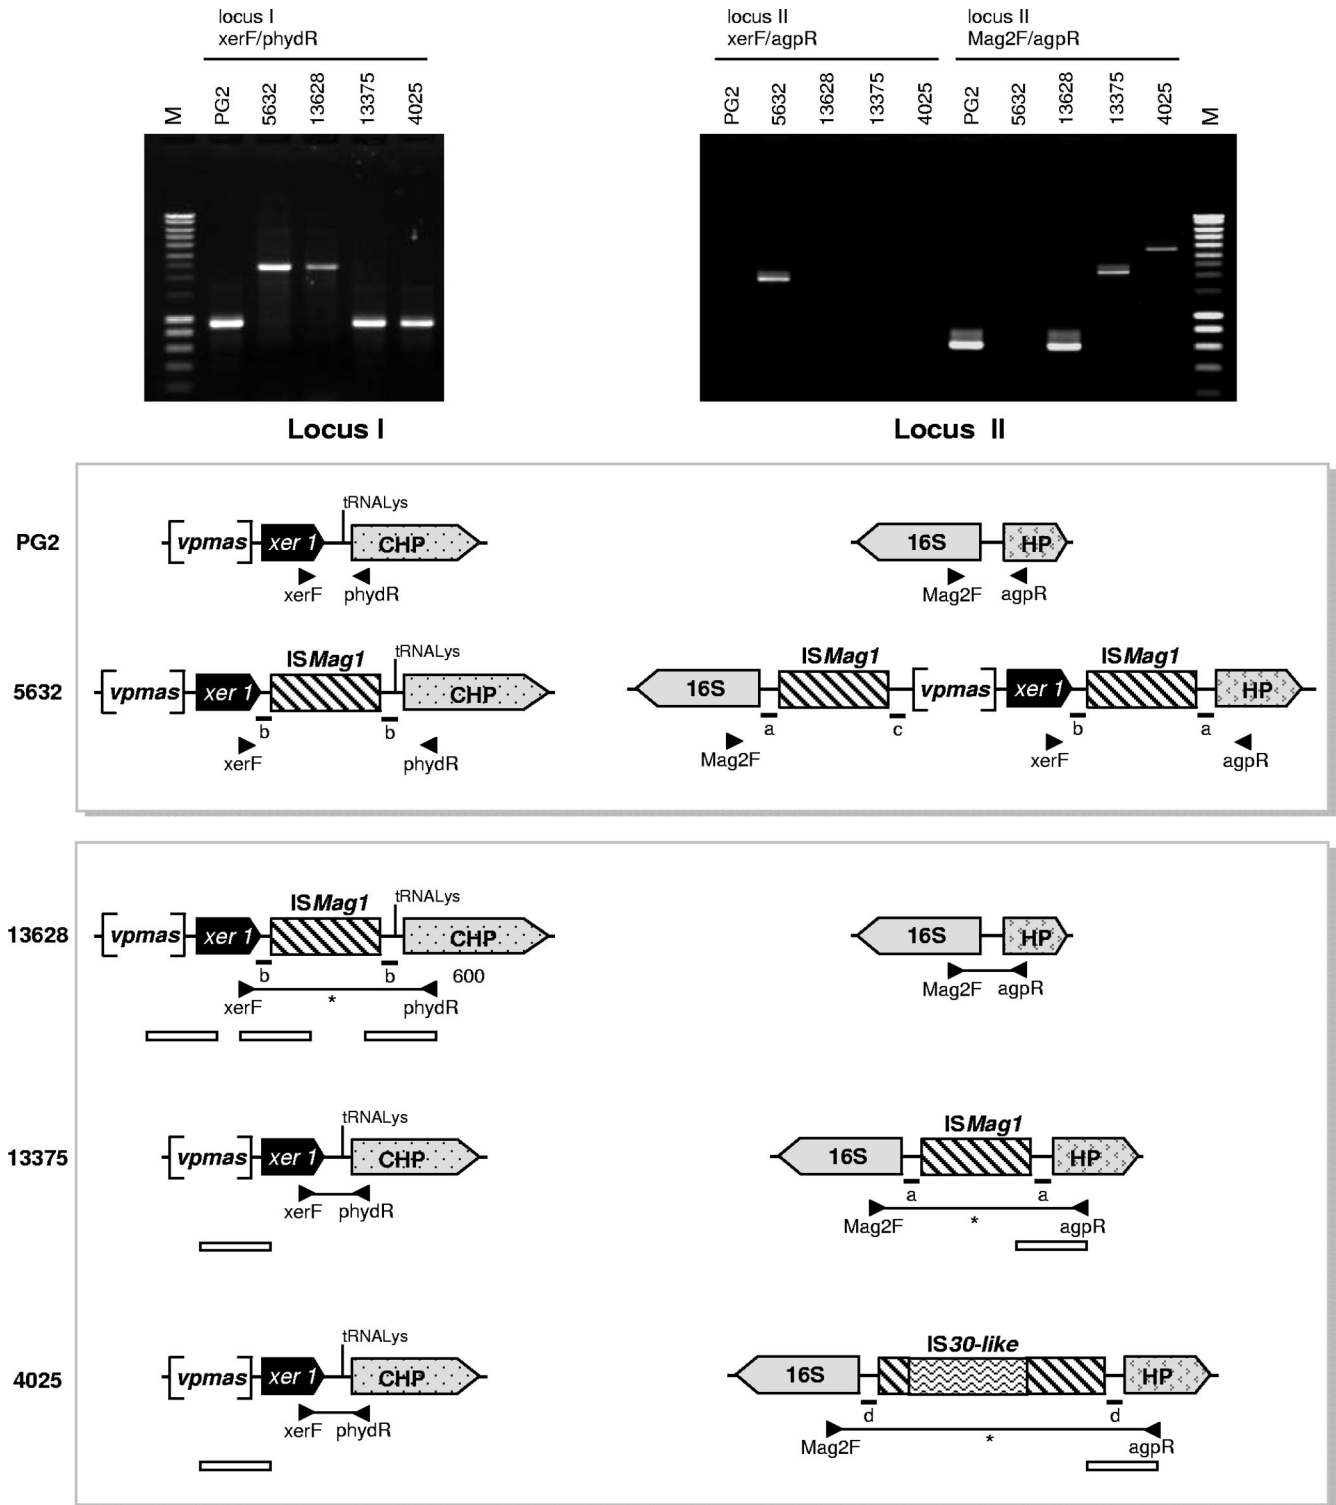 locus I
xerF/phydR
M
PG2
5632
13628
13375
4025
locus II
xerF/agpR
locus II
Mag2F/agpR
PG2
5632
13628
13375
4025
PG2
5632
13628
13375
4025
M
Locus I
Locus II
PG2
vpmas
xer 1
tRNALys
CHP
xerF
phydR
16S
HP
Mag2F
agpR
5632
vpmas
xer 1
ISMag1
tRNALys
CHP
b
b
xerF
phydR
16S
ISMag1
vpmas
xer 1
ISMag1
HP
a
c
b
a
Mag2F
xerF
agpR
13628
vpmas
xer 1
ISMag1
tRNALys
CHP
b
b
600
xerF
*
phydR
16S
HP
Mag2F
agpR
13375
vpmas
xer 1
tRNALys
CHP
xerF
phydR
16S
ISMag1
HP
a
a
Mag2F
*
agpR
4025
vpmas
xer 1
tRNALys
CHP
xerF
phydR
16S
IS30-like
HP
d
d
Mag2F
*
agpR